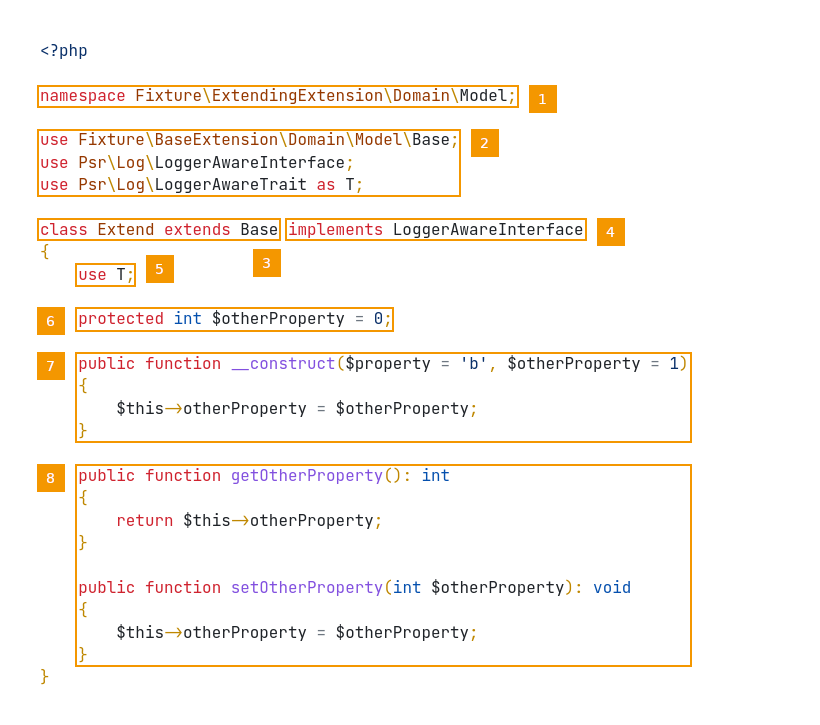 <?php
namespace Fixture\ExtendingExtension\Domain\Model; 1
use Fixture\BaseExtension\Domain\Model\Base; 2
use Psr\Log\LoggerAwareInterface;
use Psr\Log\LoggerAwareTrait as T;
class Extend extends Base implements LoggerAwareInterface 4
{
3
use T; 5
6 protected int $otherProperty = 0;
7 public function __construct($property = 'b', $otherProperty = 1)
{
$this->otherProperty = $otherProperty;
}
8 public function getOtherProperty(): int
{
return $this->otherProperty;
}
public function setOtherProperty(int $otherProperty): void
{
$this->otherProperty = $otherProperty;
}
}